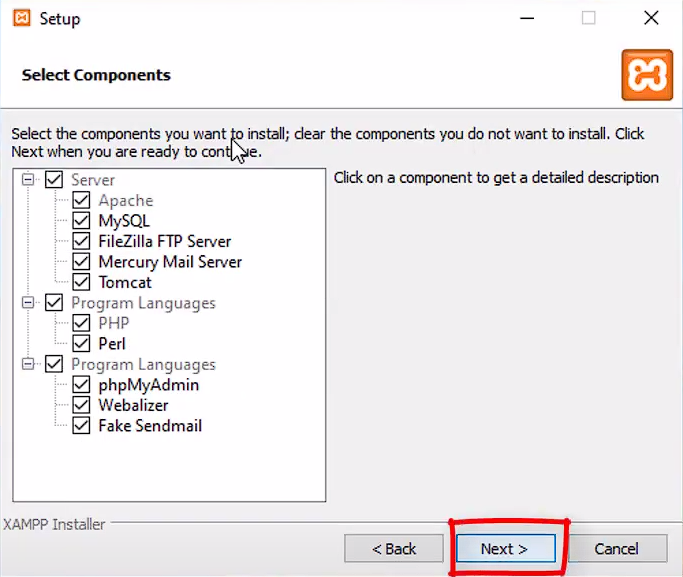 Setup
Select Components
Select the components you want to install; clear the components you do not want to install. Click
Next when you are ready to continue.
Click on a component to get a detailed description
Server
Apache
MySQL
FileZilla FTP Server
Mercury Mail Server
Tomcat
Program Languages
PHP
Perl
Program Languages
phpMyAdmin
Webalizer
Fake Sendmail
XAMPP Installer
< Back
Next >
Cancel